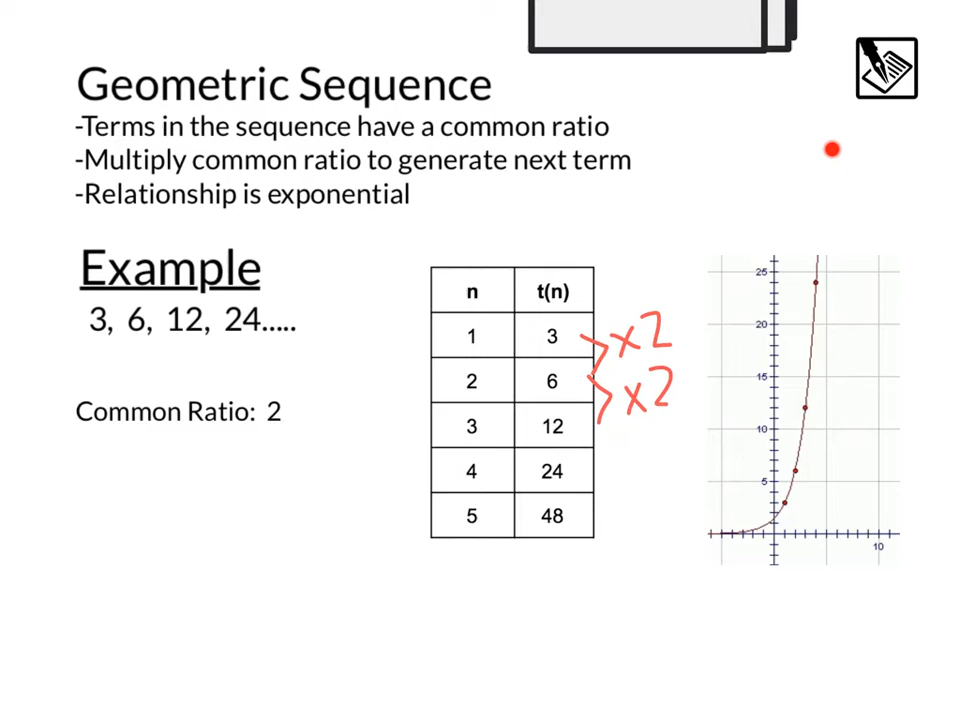 Geometric Sequence
-Terms in the sequence have a common ratio
-Multiply common ratio to generate next term
-Relationship is exponential
Example
3, 6, 12, 24.....
Common Ratio: 2
n t(n)
1 3
2 6
3 12
4 24
5 48
x2
x2
25
20
15
10
5
10